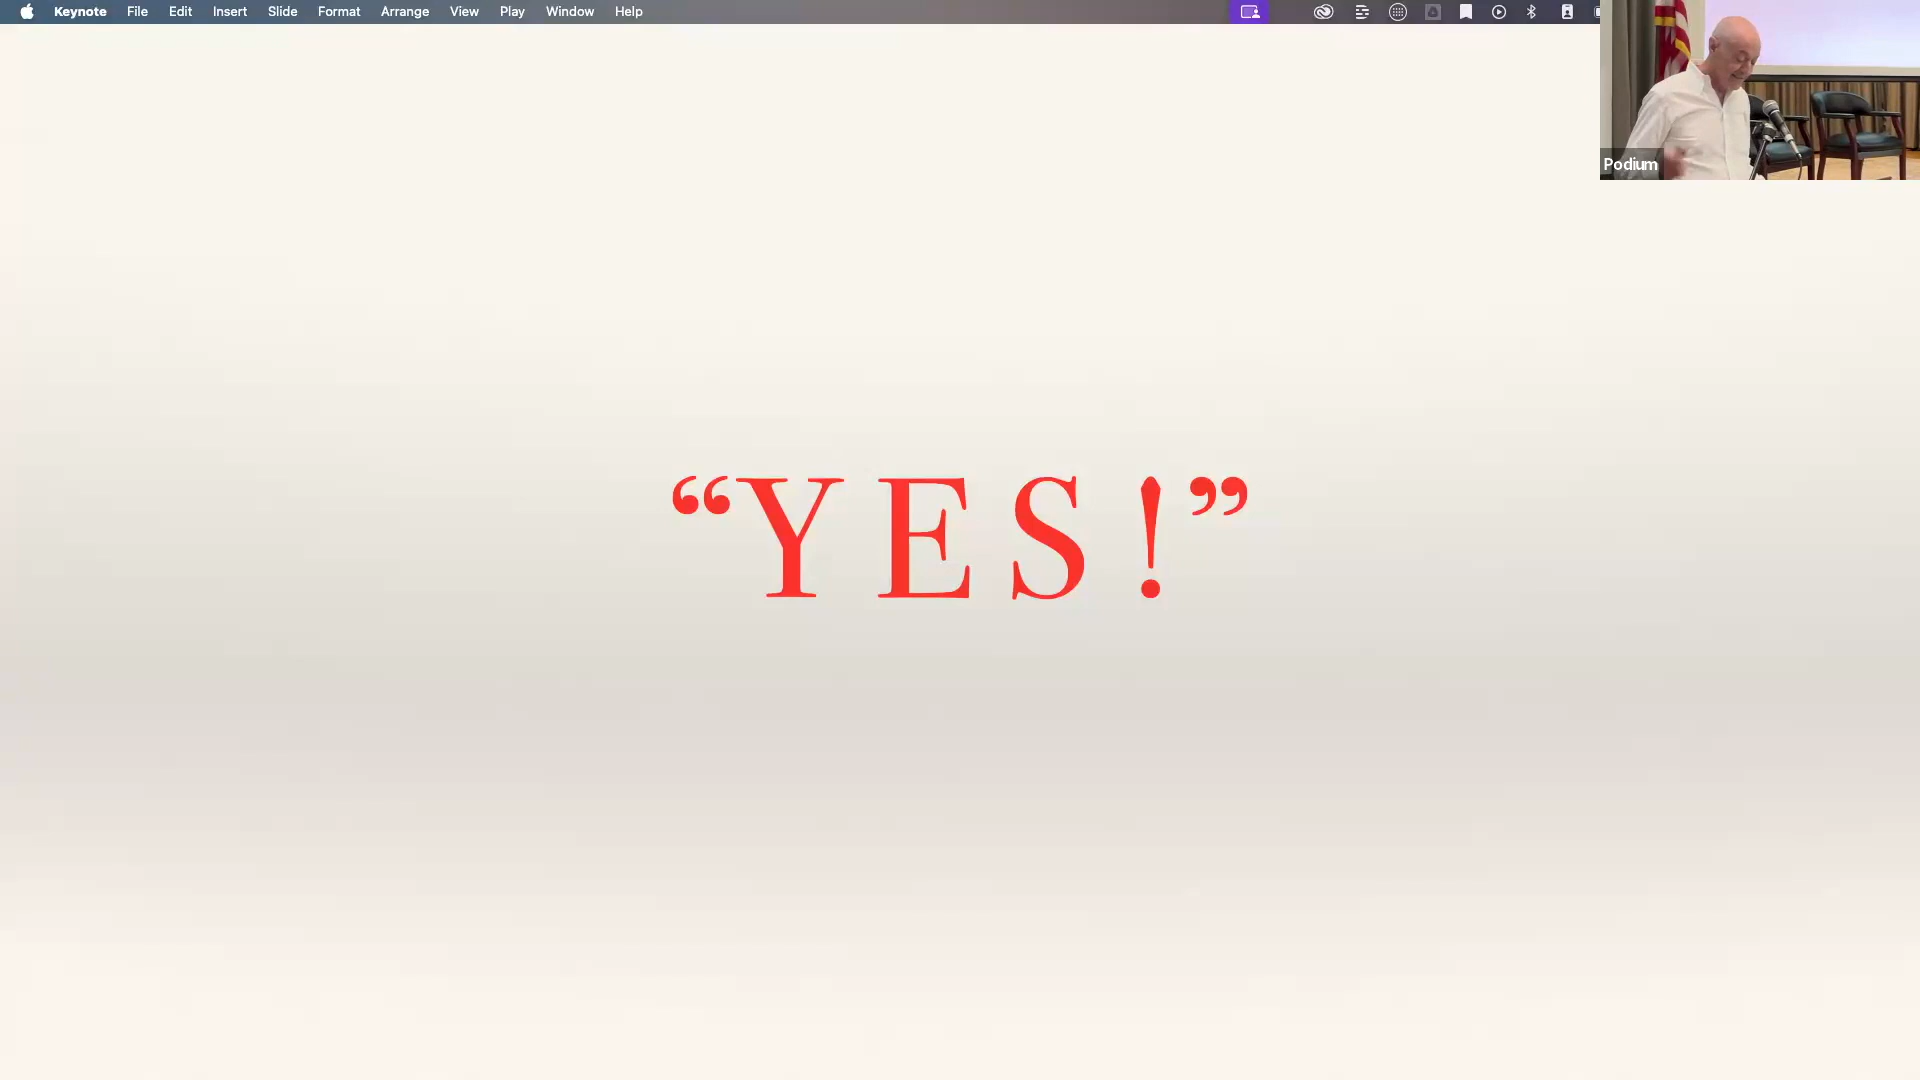 Keynote File Edit Insert Slide Format Arrange View Play Window Help
Podium
“YES!”